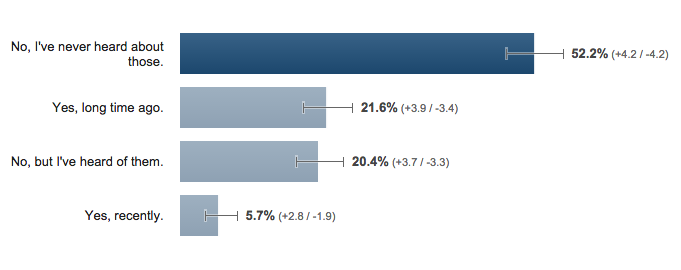 No, I've never heard about
those.
52.2% (+4.2 / -4.2)
Yes, long time ago.
21.6% (+3.9 / -3.4)
No, but I've heard of them.
20.4% (+3.7 / -3.3)
Yes, recently.
5.7% (+2.8 / -1.9)